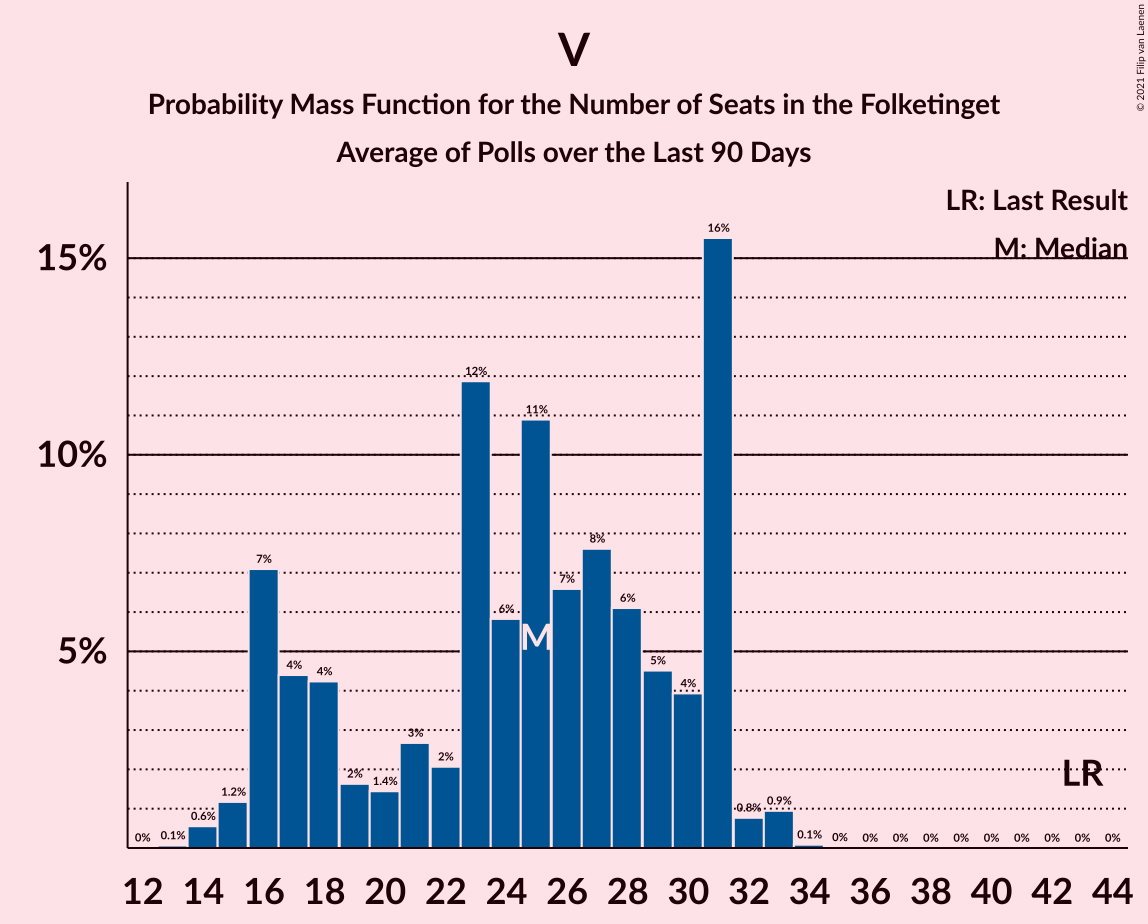 V
Probability Mass Function for the Number of Seats in the Folketinget
Average of Polls over the Last 90 Days
© 2021 Filip van Laenen
LR: Last Result
M: Median
15%
10%
5%
0% 0.1% 0.6% 1.2% 7% 4% 4% 2% 1.4% 3% 2% 12% 6% 11% 7% 8% 6% 5% 4% 16% 0.8% 0.9% 0.1% 0% 0% 0% 0% 0% 0% 0% 0% 0% 0%
M
LR
12 14 16 18 20 22 24 26 28 30 32 34 36 38 40 42 44